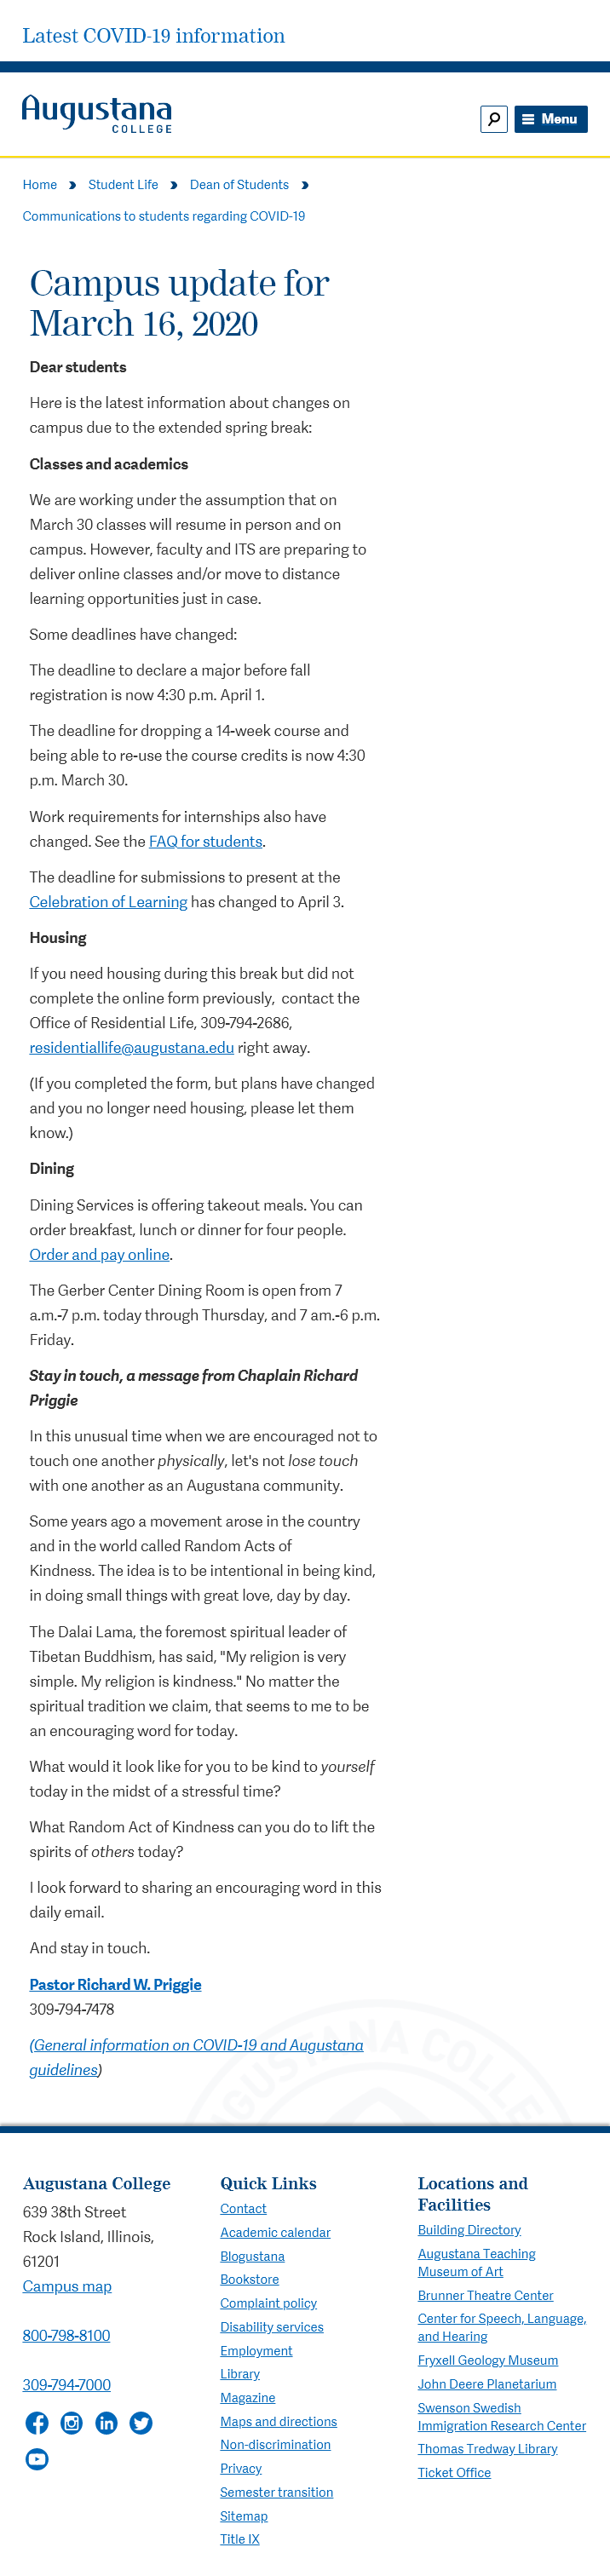 Latest COVID-19 information
Augustana
COLLEGE
Menu
Home
Student Life
Dean of Students
Communications to students regarding COVID-19
Campus update for
March 16, 2020
Dear students
Here is the latest information about changes on
campus due to the extended spring break:
Classes and academics
We are working under the assumption that on
March 30 classes will resume in person and on
campus. However, faculty and ITS are preparing to
deliver online classes and/or move to distance
learning opportunities just in case.
Some deadlines have changed:
The deadline to declare a major before fall
registration is now 4:30 p.m. April 1.
The deadline for dropping a 14-week course and
being able to re-use the course credits is now 4:30
p.m. March 30.
Work requirements for internships also have
changed. See the FAQ for students.
The deadline for submissions to present at the
Celebration of Learning has changed to April 3.
Housing
If you need housing during this break but did not
complete the online form previously,  contact the
Office of Residential Life, 309-794-2686,
residentiallife@augustana.edu right away.
(If you completed the form, but plans have changed
and you no longer need housing, please let them
know.)
Dining
Dining Services is offering takeout meals. You can
order breakfast, lunch or dinner for four people.
Order and pay online.
The Gerber Center Dining Room is open from 7
a.m.-7 p.m. today through Thursday, and 7 am.-6 p.m.
Friday.
Stay in touch, a message from Chaplain Richard
Priggie
In this unusual time when we are encouraged not to
touch one another physically, let's not lose touch
with one another as an Augustana community.
Some years ago a movement arose in the country
and in the world called Random Acts of
Kindness. The idea is to be intentional in being kind,
in doing small things with great love, day by day.
The Dalai Lama, the foremost spiritual leader of
Tibetan Buddhism, has said, "My religion is very
simple. My religion is kindness." No matter the
spiritual tradition we claim, that seems to me to be
an encouraging word for today.
What would it look like for you to be kind to yourself
today in the midst of a stressful time?
What Random Act of Kindness can you do to lift the
spirits of others today?
I look forward to sharing an encouraging word in this
daily email.
And stay in touch.
Pastor Richard W. Priggie
309-794-7478
(General information on COVID-19 and Augustana
guidelines)
AUGUSTANA COLLEGE
Augustana College
639 38th Street
Rock Island, Illinois,
61201
Campus map
800-798-8100
309-794-7000
Quick Links
Contact
Academic calendar
Blogustana
Bookstore
Complaint policy
Disability services
Employment
Library
Magazine
Maps and directions
Non-discrimination
Privacy
Semester transition
Sitemap
Title IX
Locations and
Facilities
Building Directory
Augustana Teaching
Museum of Art
Brunner Theatre Center
Center for Speech, Language,
and Hearing
Fryxell Geology Museum
John Deere Planetarium
Swenson Swedish
Immigration Research Center
Thomas Tredway Library
Ticket Office